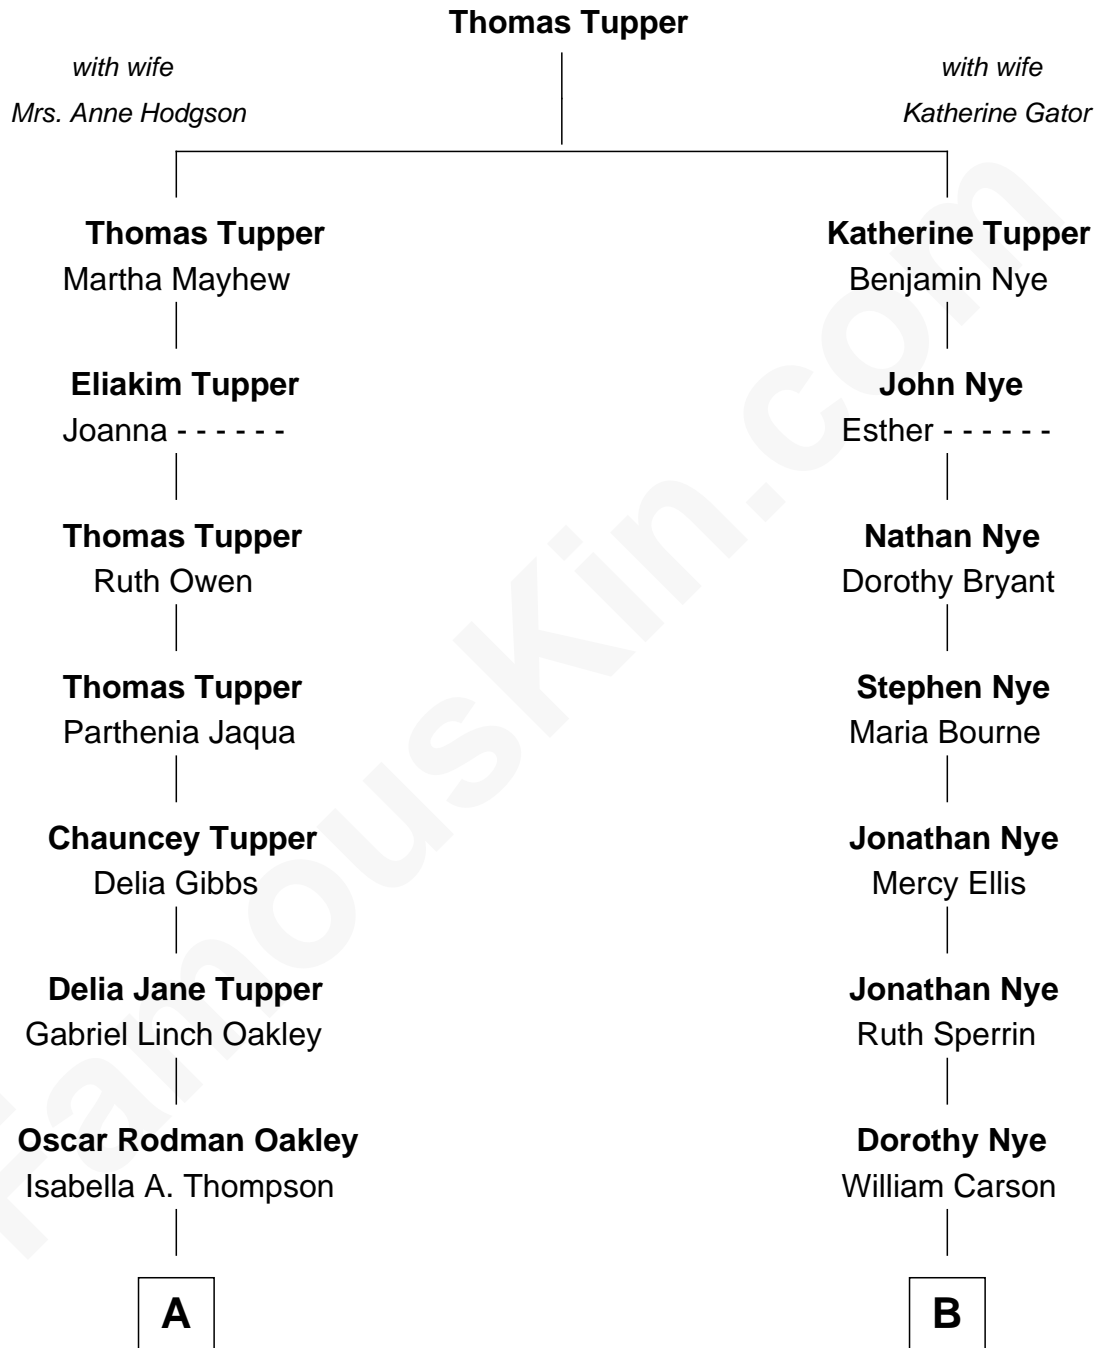 Thomas Tupper
with wife
Mrs. Anne Hodgson
with wife
Katherine Gator
Thomas Tupper
Martha Mayhew
Katherine Tupper
Benjamin Nye
Eliakim Tupper
Joanna - - - - - -
John Nye
Esther - - - - - -
Thomas Tupper
Ruth Owen
Nathan Nye
Dorothy Bryant
Thomas Tupper
Parthenia Jaqua
Stephen Nye
Maria Bourne
Chauncey Tupper
Delia Gibbs
Jonathan Nye
Mercy Ellis
Delia Jane Tupper
Gabriel Linch Oakley
Jonathan Nye
Ruth Sperrin
Oscar Rodman Oakley
Isabella A. Thompson
Dorothy Nye
William Carson
A
B
FamousKin.com